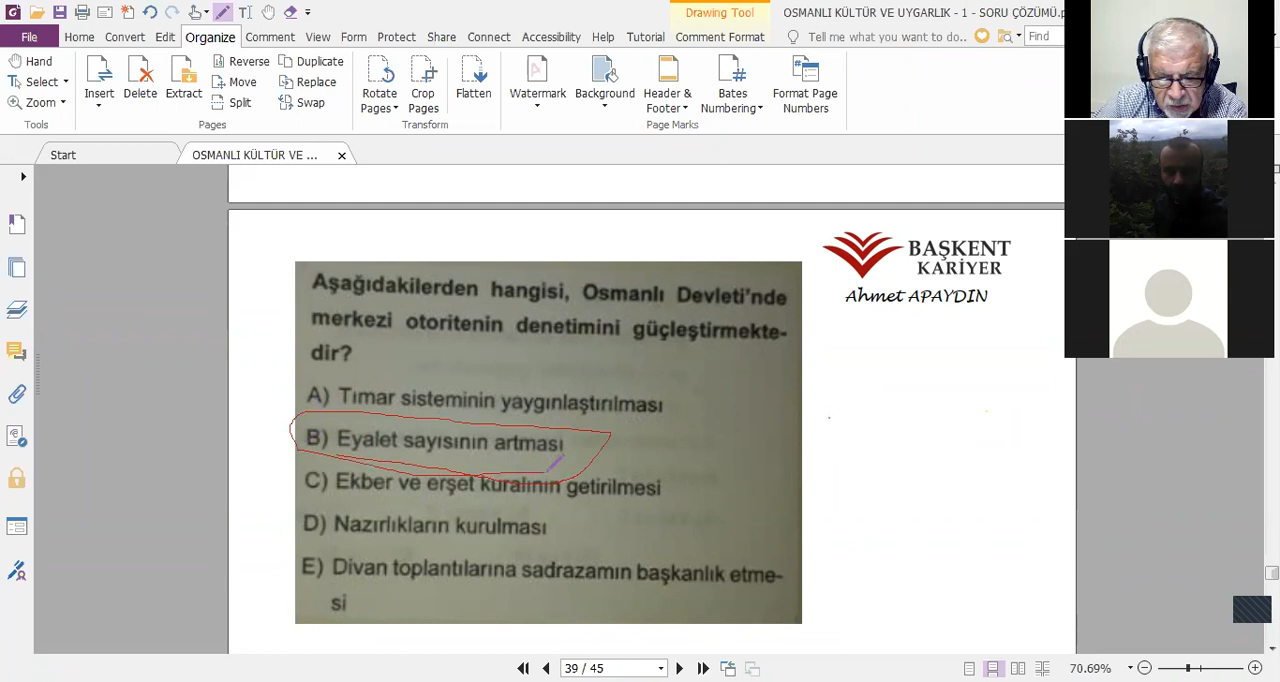 OSMANLI KÜLTÜR VE UYGARLIK - 1 - SORU ÇÖZÜMÜ.p
Drawing Tool
File Home Convert Edit Organize Comment View Form Protect Share Connect Accessibility Help Tutorial Comment Format Tell me what you want to do.. Find
Hand
Select
Zoom
Tools
Insert
Delete
Extract
Reverse
Move
Split
Duplicate
Replace
Swap
Pages
Rotate Pages
Crop Pages
Flatten
Transform
Watermark
Background
Header & Footer
Bates Numbering
Format Page Numbers
Page Marks
Start
OSMANLI KÜLTÜR VE ...
BAŞKENT
KARİYER
Ahmet APAYDIN
Aşağıdakilerden hangisi, Osmanlı Devleti'nde
merkezi otoritenin denetimini güçleştirmekte-
dir?
A) Tımar sisteminin yaygınlaştırılması
B) Eyalet sayısının artması
C) Ekber ve erşet kuralının getirilmesi
D) Nazırlıkların kurulması
E) Divan toplantılarına sadrazamın başkanlık etme-
si
39 / 45
70.69%